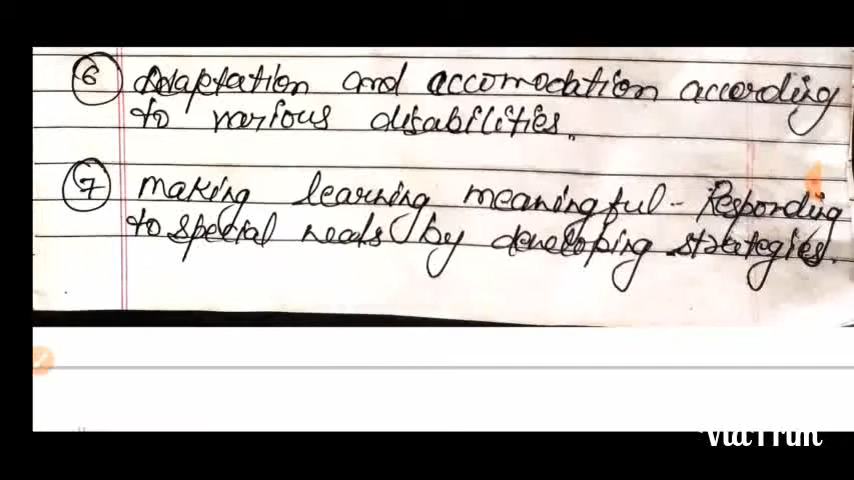 6 Adaptation and accomodation according
to various disabilities.
7 making learning meaningful - Responding
to special needs by developing strategies.
VidTrim